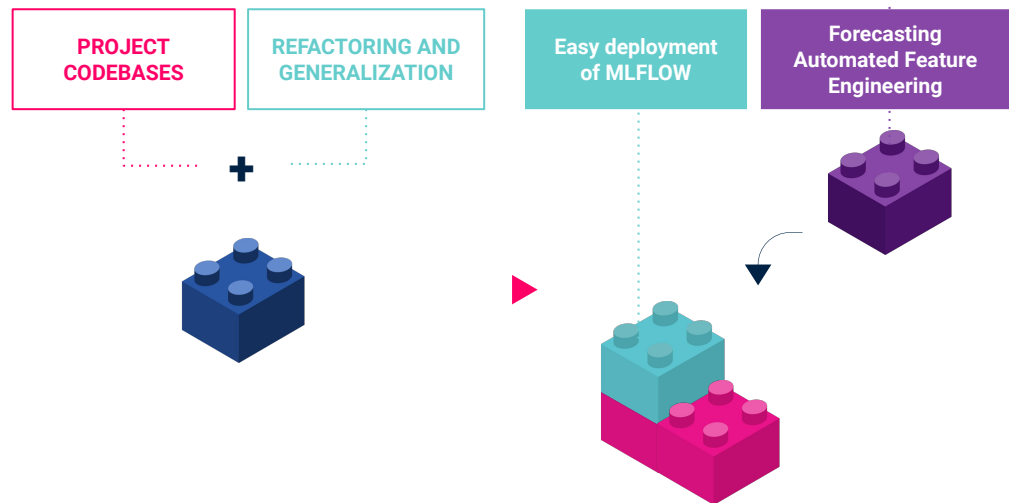 PROJECT
CODEBASES
REFACTORING AND
GENERALIZATION
Easy deployment
of MLFLOW
Forecasting
Automated Feature
Engineering